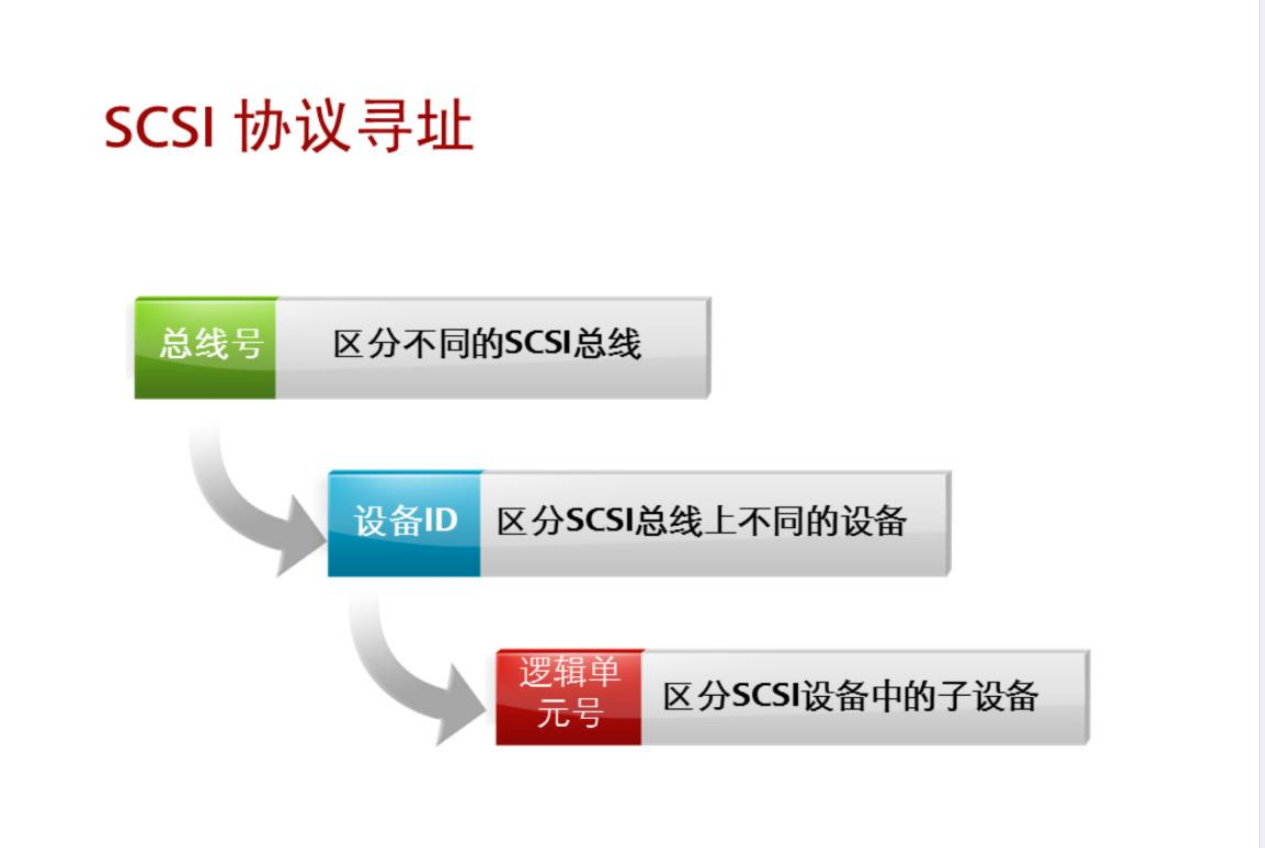 SCSI 协议寻址
总线号 区分不同的SCSI总线
设备ID 区分SCSI总线上不同的设备
逻辑单
元号
区分SCSI设备中的子设备